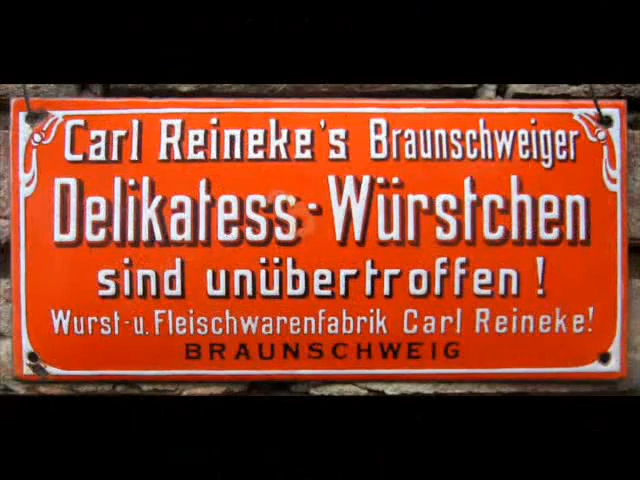 Carl Reineke's Braunschweiger
Delikatess-Würstchen
sind unübertroffen!
Wurst- u. Fleischwarenfabrik Carl Reineke!
BRAUNSCHWEIG